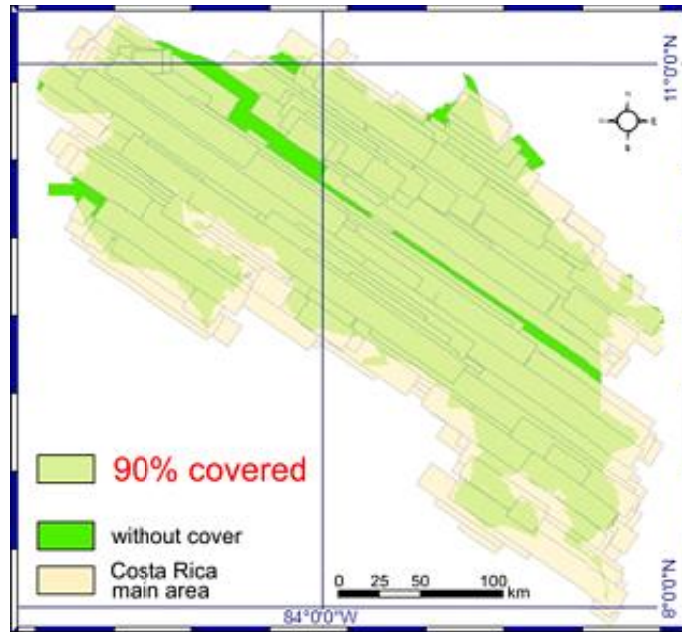 11°0'0"N
90% covered
without cover
Costa Rica
main area
0 25 50 100
km
84°0'0"W
8°0'0"N